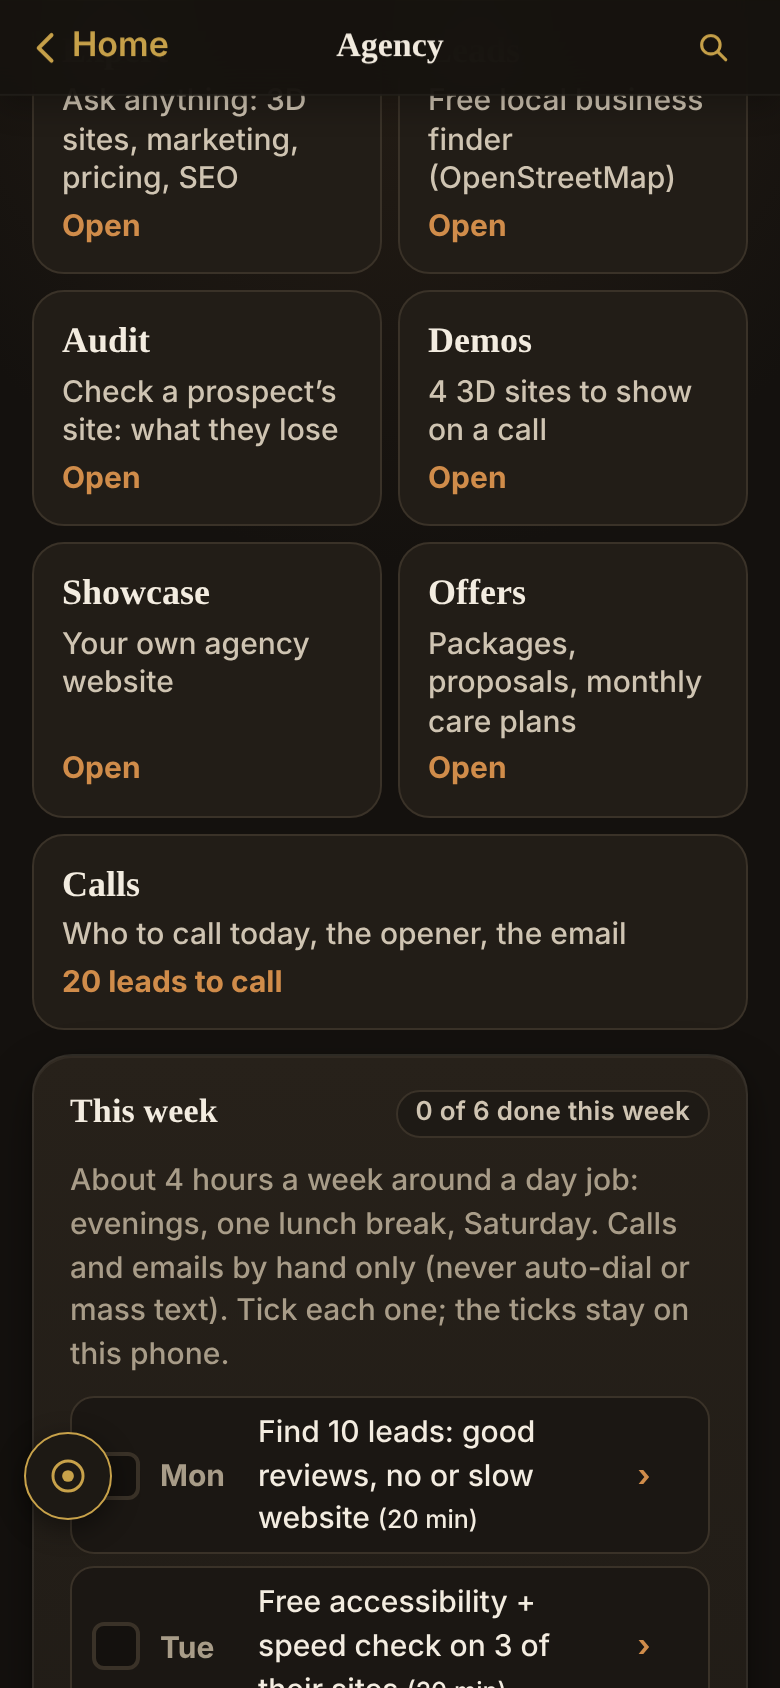 Home
Agency
Ask anything: 3D
sites, marketing,
pricing, SEO
Open
Free local business
finder
(OpenStreetMap)
Open
Audit
Check a prospect’s
site: what they lose
Open
Demos
4 3D sites to show
on a call
Open
Showcase
Your own agency
website
Open
Offers
Packages,
proposals, monthly
care plans
Open
Calls
Who to call today, the opener, the email
20 leads to call
This week
0 of 6 done this week
About 4 hours a week around a day job:
evenings, one lunch break, Saturday. Calls
and emails by hand only (never auto-dial or
mass text). Tick each one; the ticks stay on
this phone.
Mon
Find 10 leads: good
reviews, no or slow
website (20 min)
›
Tue
Free accessibility +
speed check on 3 of
their sites (20 min)
›